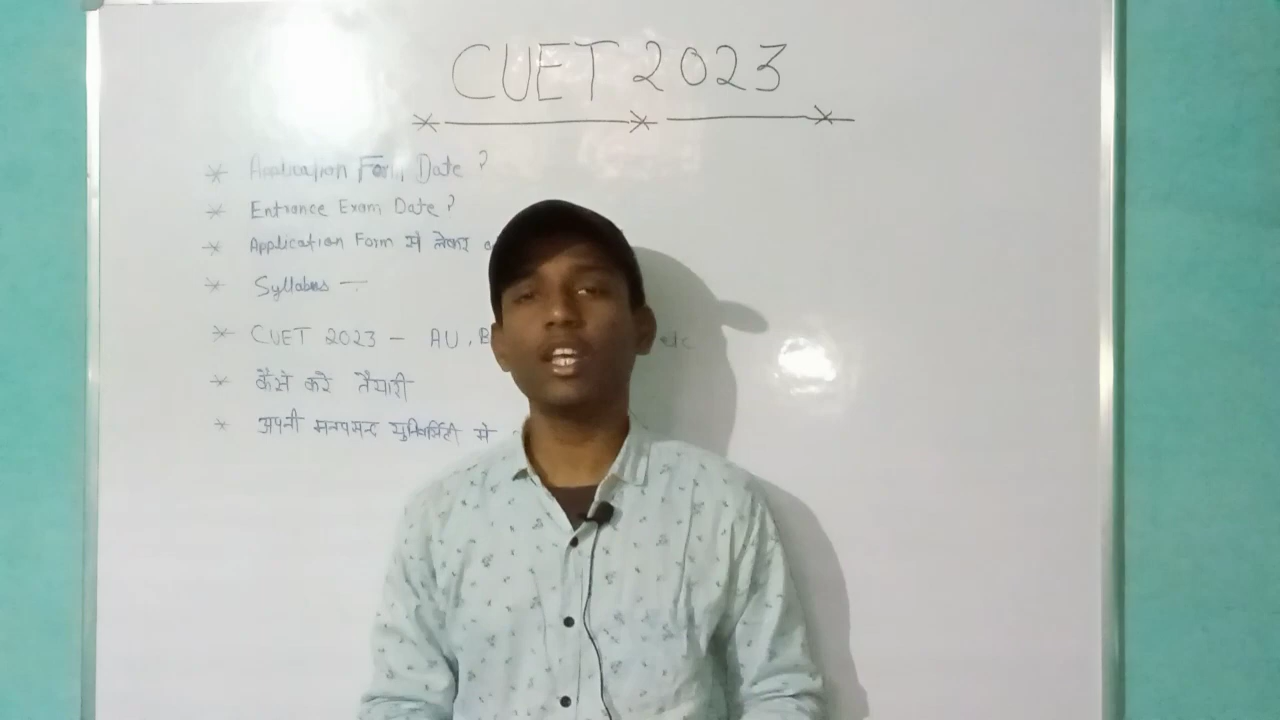 CUET 2023
* Application Form Date ?
* Entrance Exam Date ?
* Application Form से लेकर
* Syllabus —
* CUET 2023 - AU, B etc
* कैसे करे तैयारी
* अपनी मनपसन्द युनिवर्सिटी मे